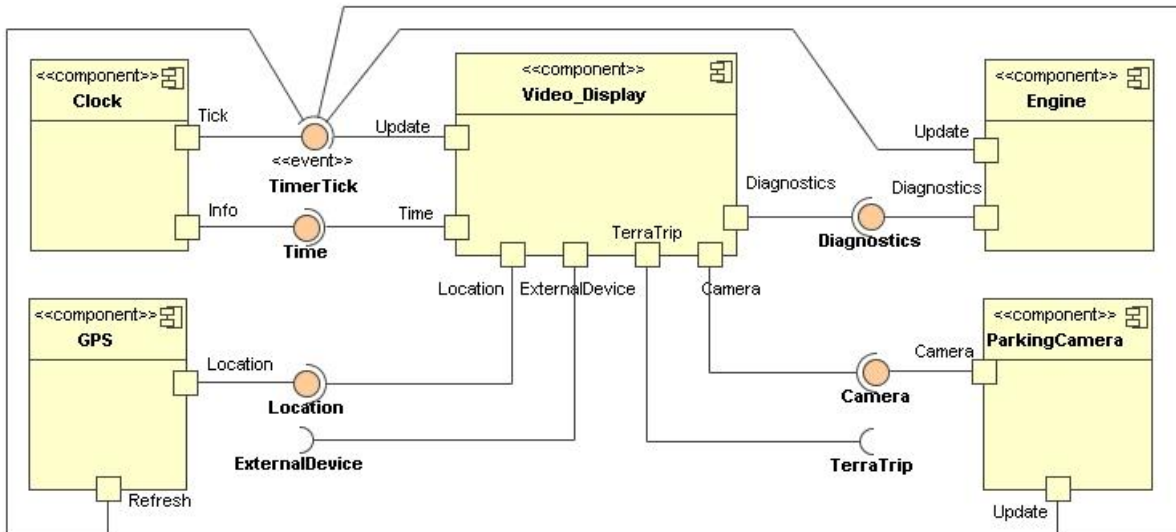 <<component>>
Clock
Tick
Info
<<event>>
TimerTick
Time
Update
Time
<<component>>
Video_Display
Diagnostics
TerraTrip
Location
ExternalDevice
Camera
<<component>>
Engine
Update
Diagnostics
Diagnostics
<<component>>
GPS
Location
Refresh
Location
ExternalDevice
Camera
TerraTrip
<<component>>
ParkingCamera
Camera
Update